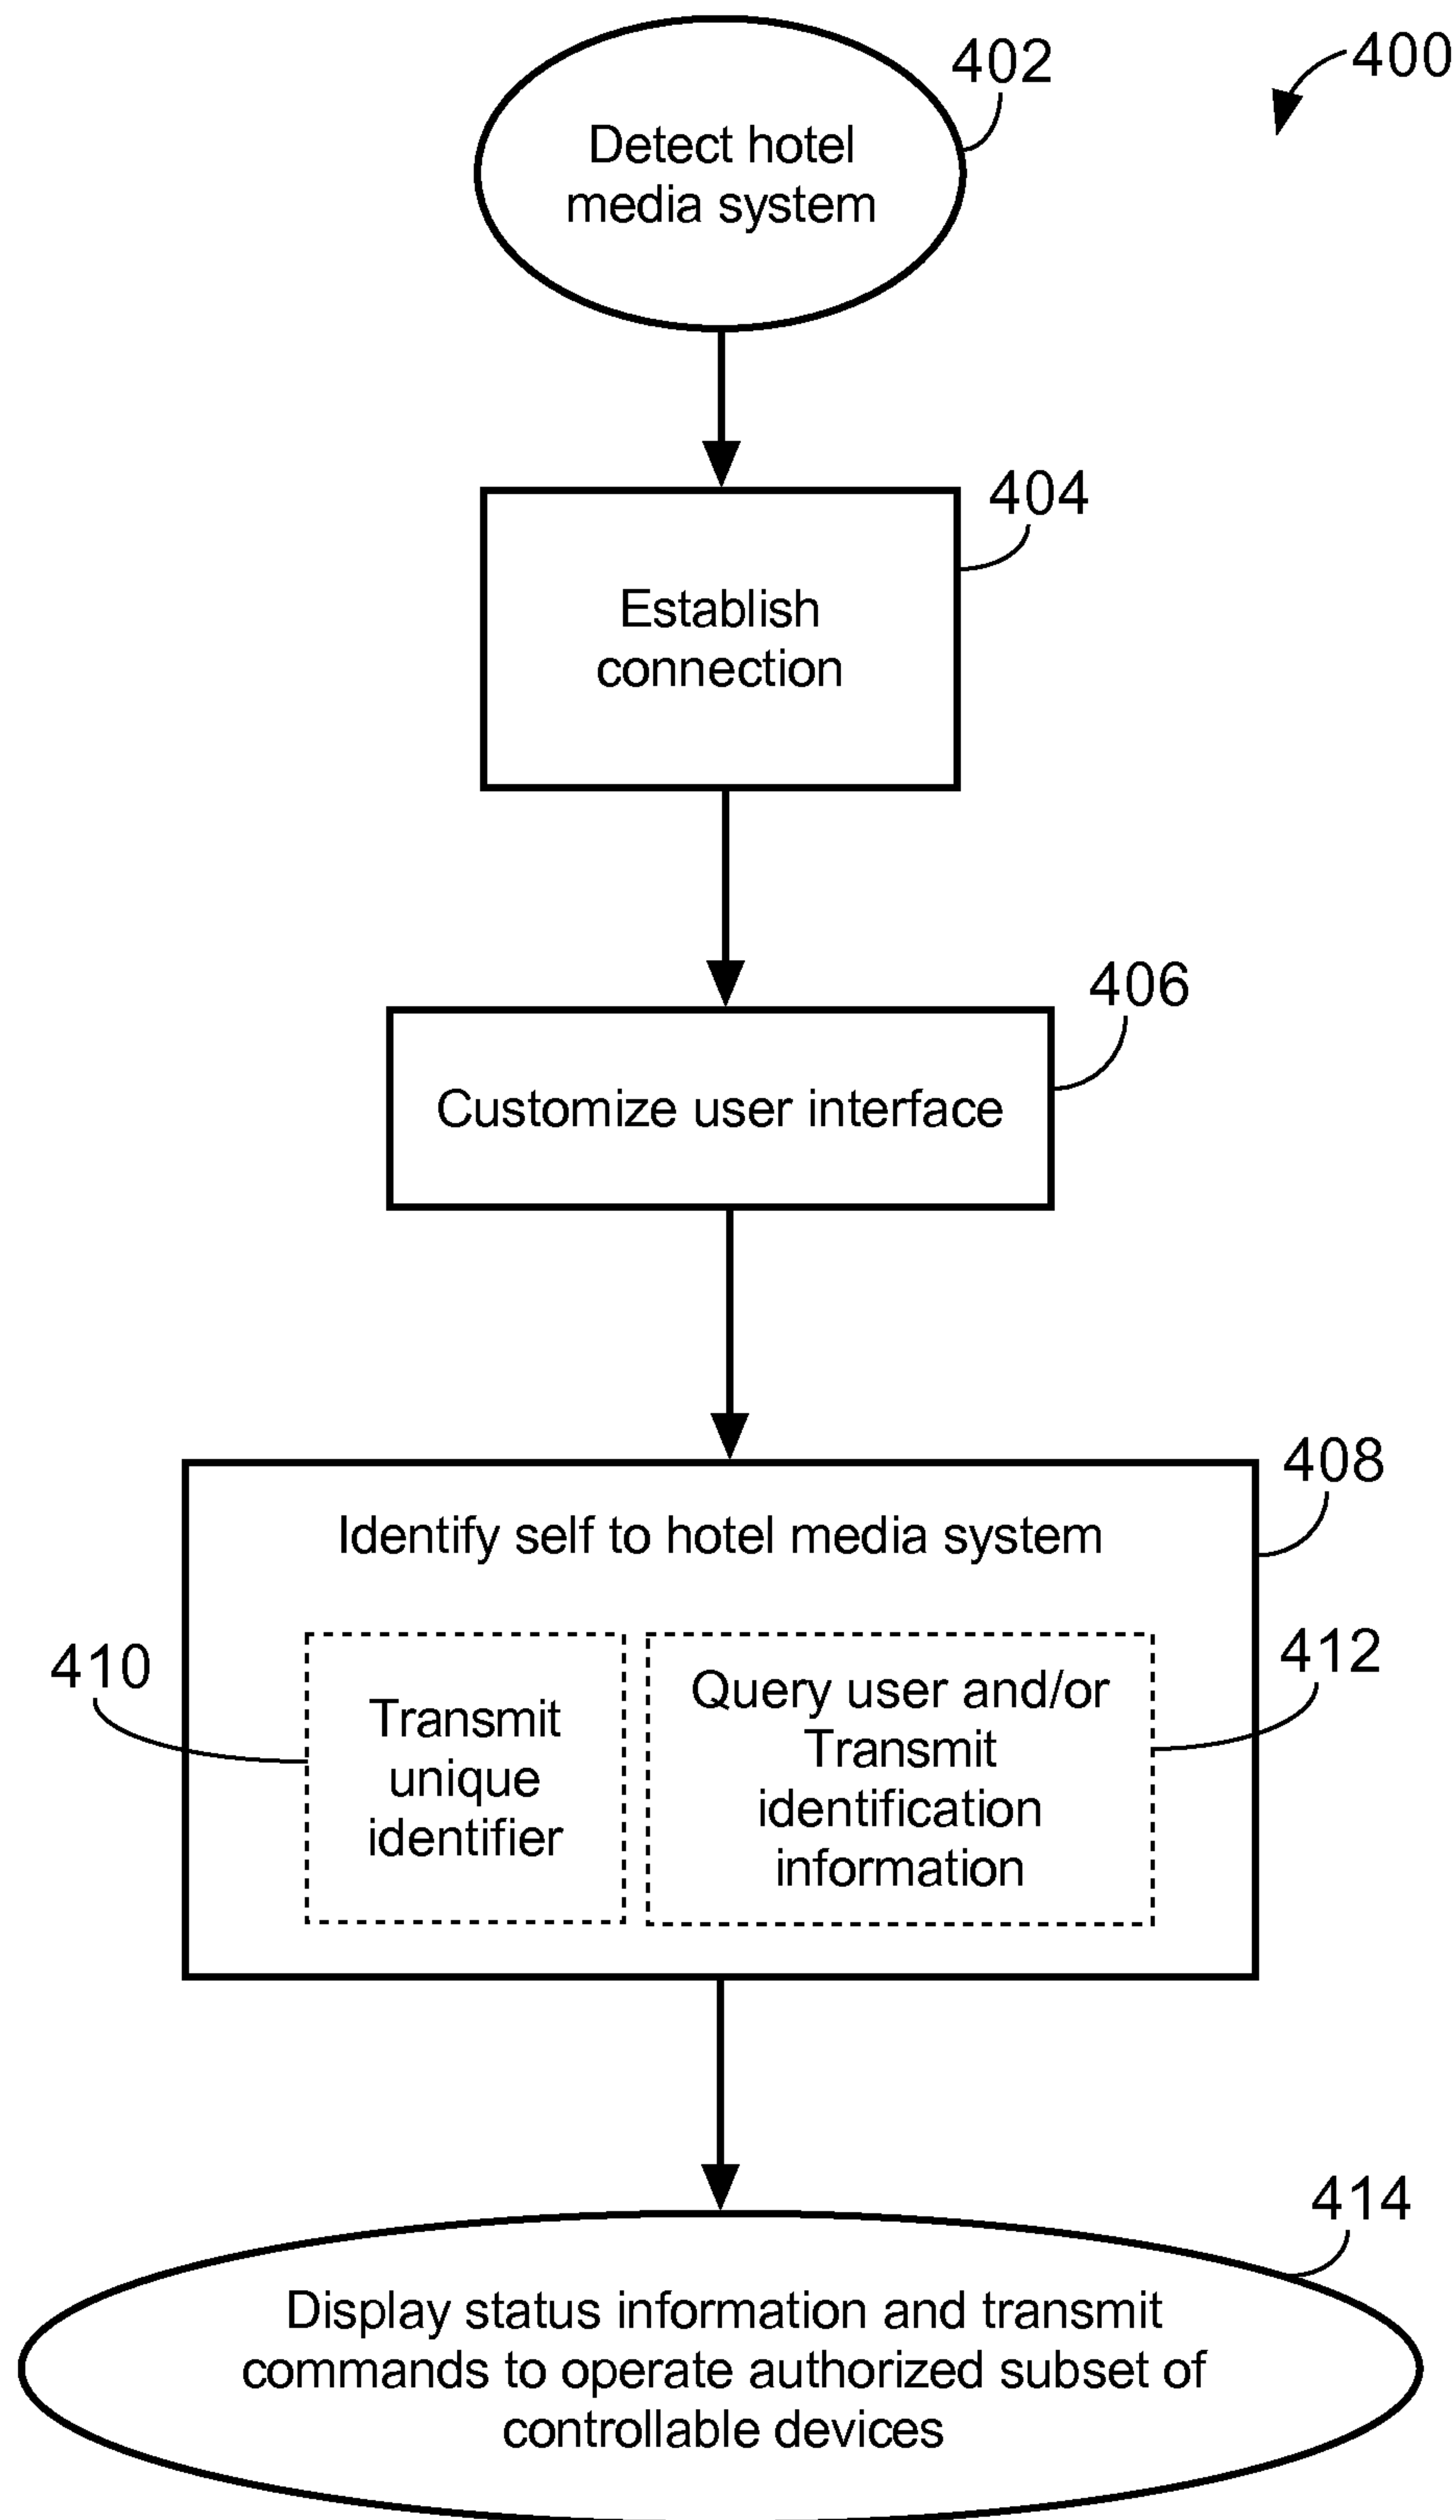 402
400
Detect hotel
media system
404
Establish
connection
406
Customize user interface
408
Identify self to hotel media system
410
Transmit
unique
identifier
412
Query user and/or
Transmit
identification
information
414
Display status information and transmit
commands to operate authorized subset of
controllable devices